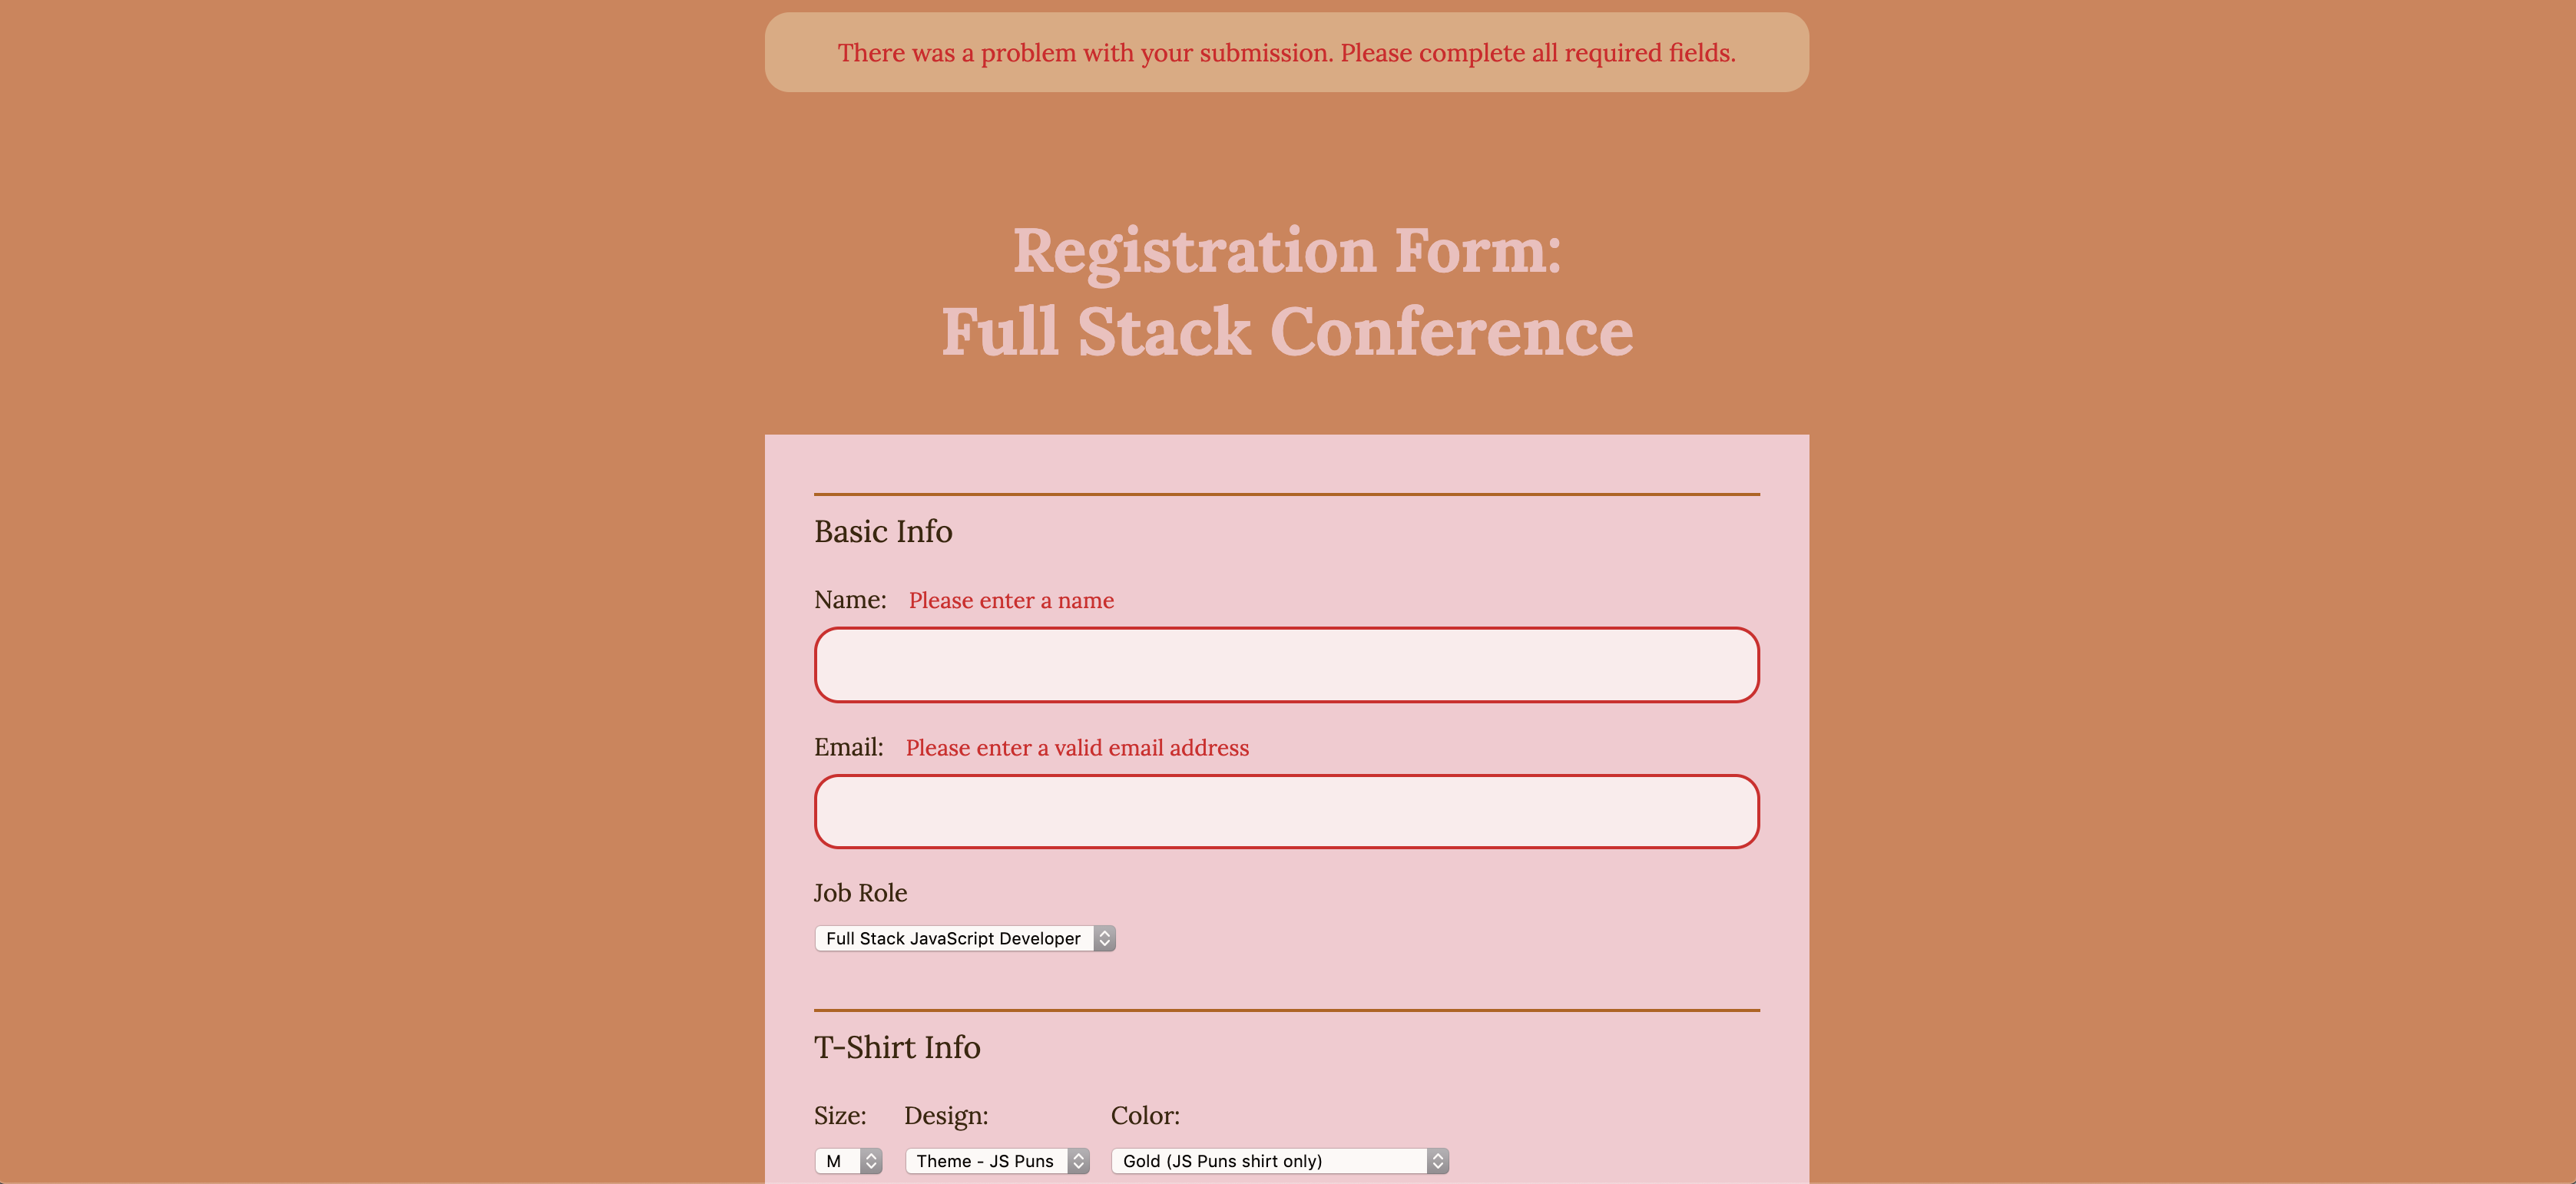 There was a problem with your submission. Please complete all required fields.
Registration Form:
Full Stack Conference
Basic Info
Name: Please enter a name
Email: Please enter a valid email address
Job Role
Full Stack JavaScript Developer
T-Shirt Info
Size: Design: Color:
M Theme - JS Puns Gold (JS Puns shirt only)